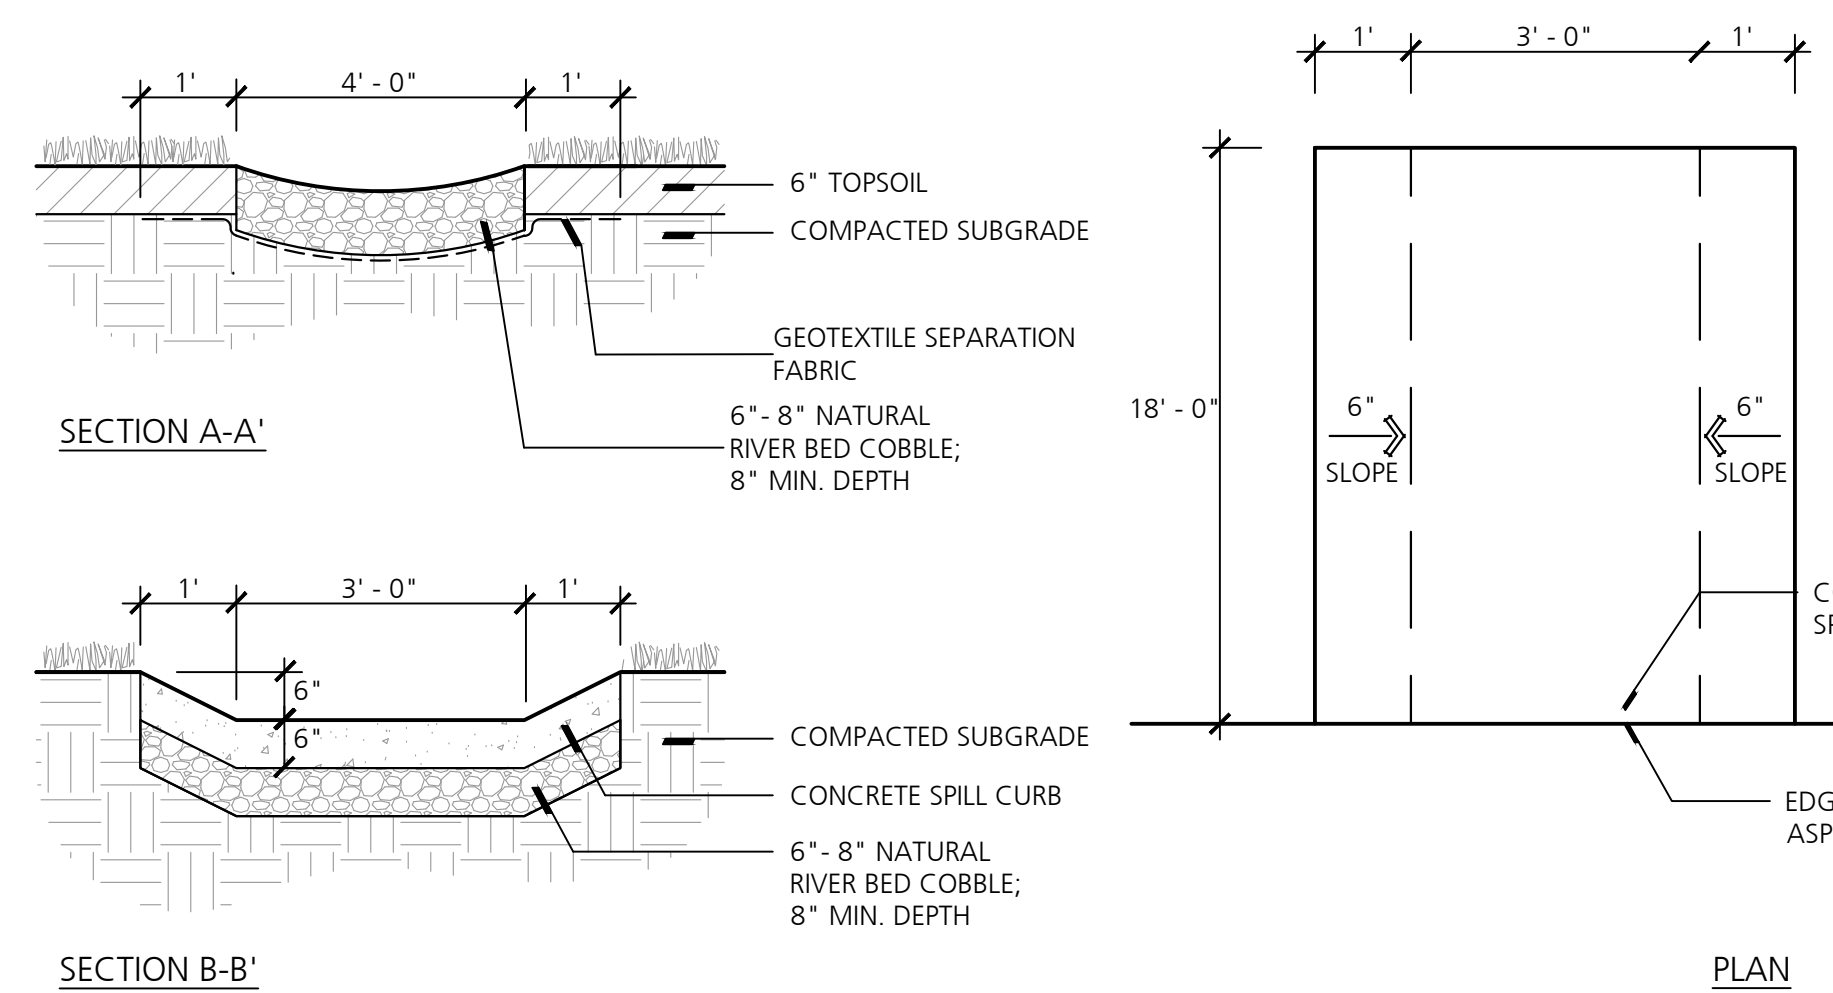 1' 4' - 0" 1'
6" TOPSOIL
COMPACTED SUBGRADE
GEOTEXTILE SEPARATION
FABRIC
6"- 8" NATURAL
RIVER BED COBBLE;
8" MIN. DEPTH
SECTION A-A'
1' 3' - 0" 1'
6"
6"
COMPACTED SUBGRADE
CONCRETE SPILL CURB
6"- 8" NATURAL
RIVER BED COBBLE;
8" MIN. DEPTH
SECTION B-B'
1' 3' - 0" 1'
18' - 0"
6" 6"
SLOPE SLOPE
PLAN